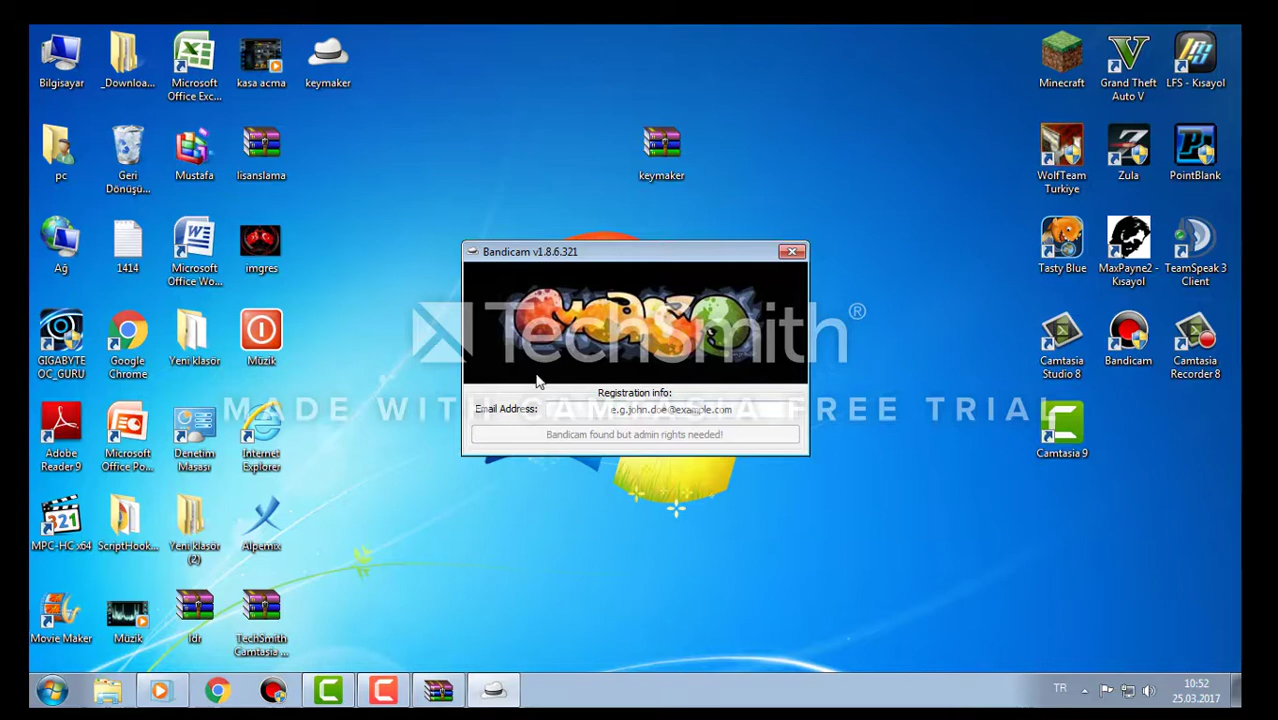 Bilgisayar
_Downloa...
Microsoft
Office Exc...
kasa acma
keymaker
Minecraft
Grand Theft
Auto V
LFS - Kısayol
pc
Geri
Dönüşü...
Mustafa
lisanslama
keymaker
WolfTeam
Turkiye
Zula
PointBlank
Ağ
1414
Microsoft
Office Wo...
imgres
Tasty Blue
MaxPayne2 -
Kısayol
TeamSpeak 3
Client
Bandicam v1.8.6.321
TechSmith®
Registration info:
Email Address:
e.g.john.doe@example.com
MADE WITH CAMTASIA FREE TRIAL
Bandicam found but admin rights needed!
GIGABYTE
OC_GURU
Google
Chrome
Yeni klasör
Müzik
Camtasia
Studio 8
Bandicam
Camtasia
Recorder 8
Adobe
Reader 9
Microsoft
Office Po...
Denetim
Masası
Internet
Explorer
Camtasia 9
MPC-HC x64
ScriptHook...
Yeni klasör
(2)
Alpemix
Movie Maker
Müzik
ldr
TechSmith
Camtasia ...
TR
10:52
25.03.2017